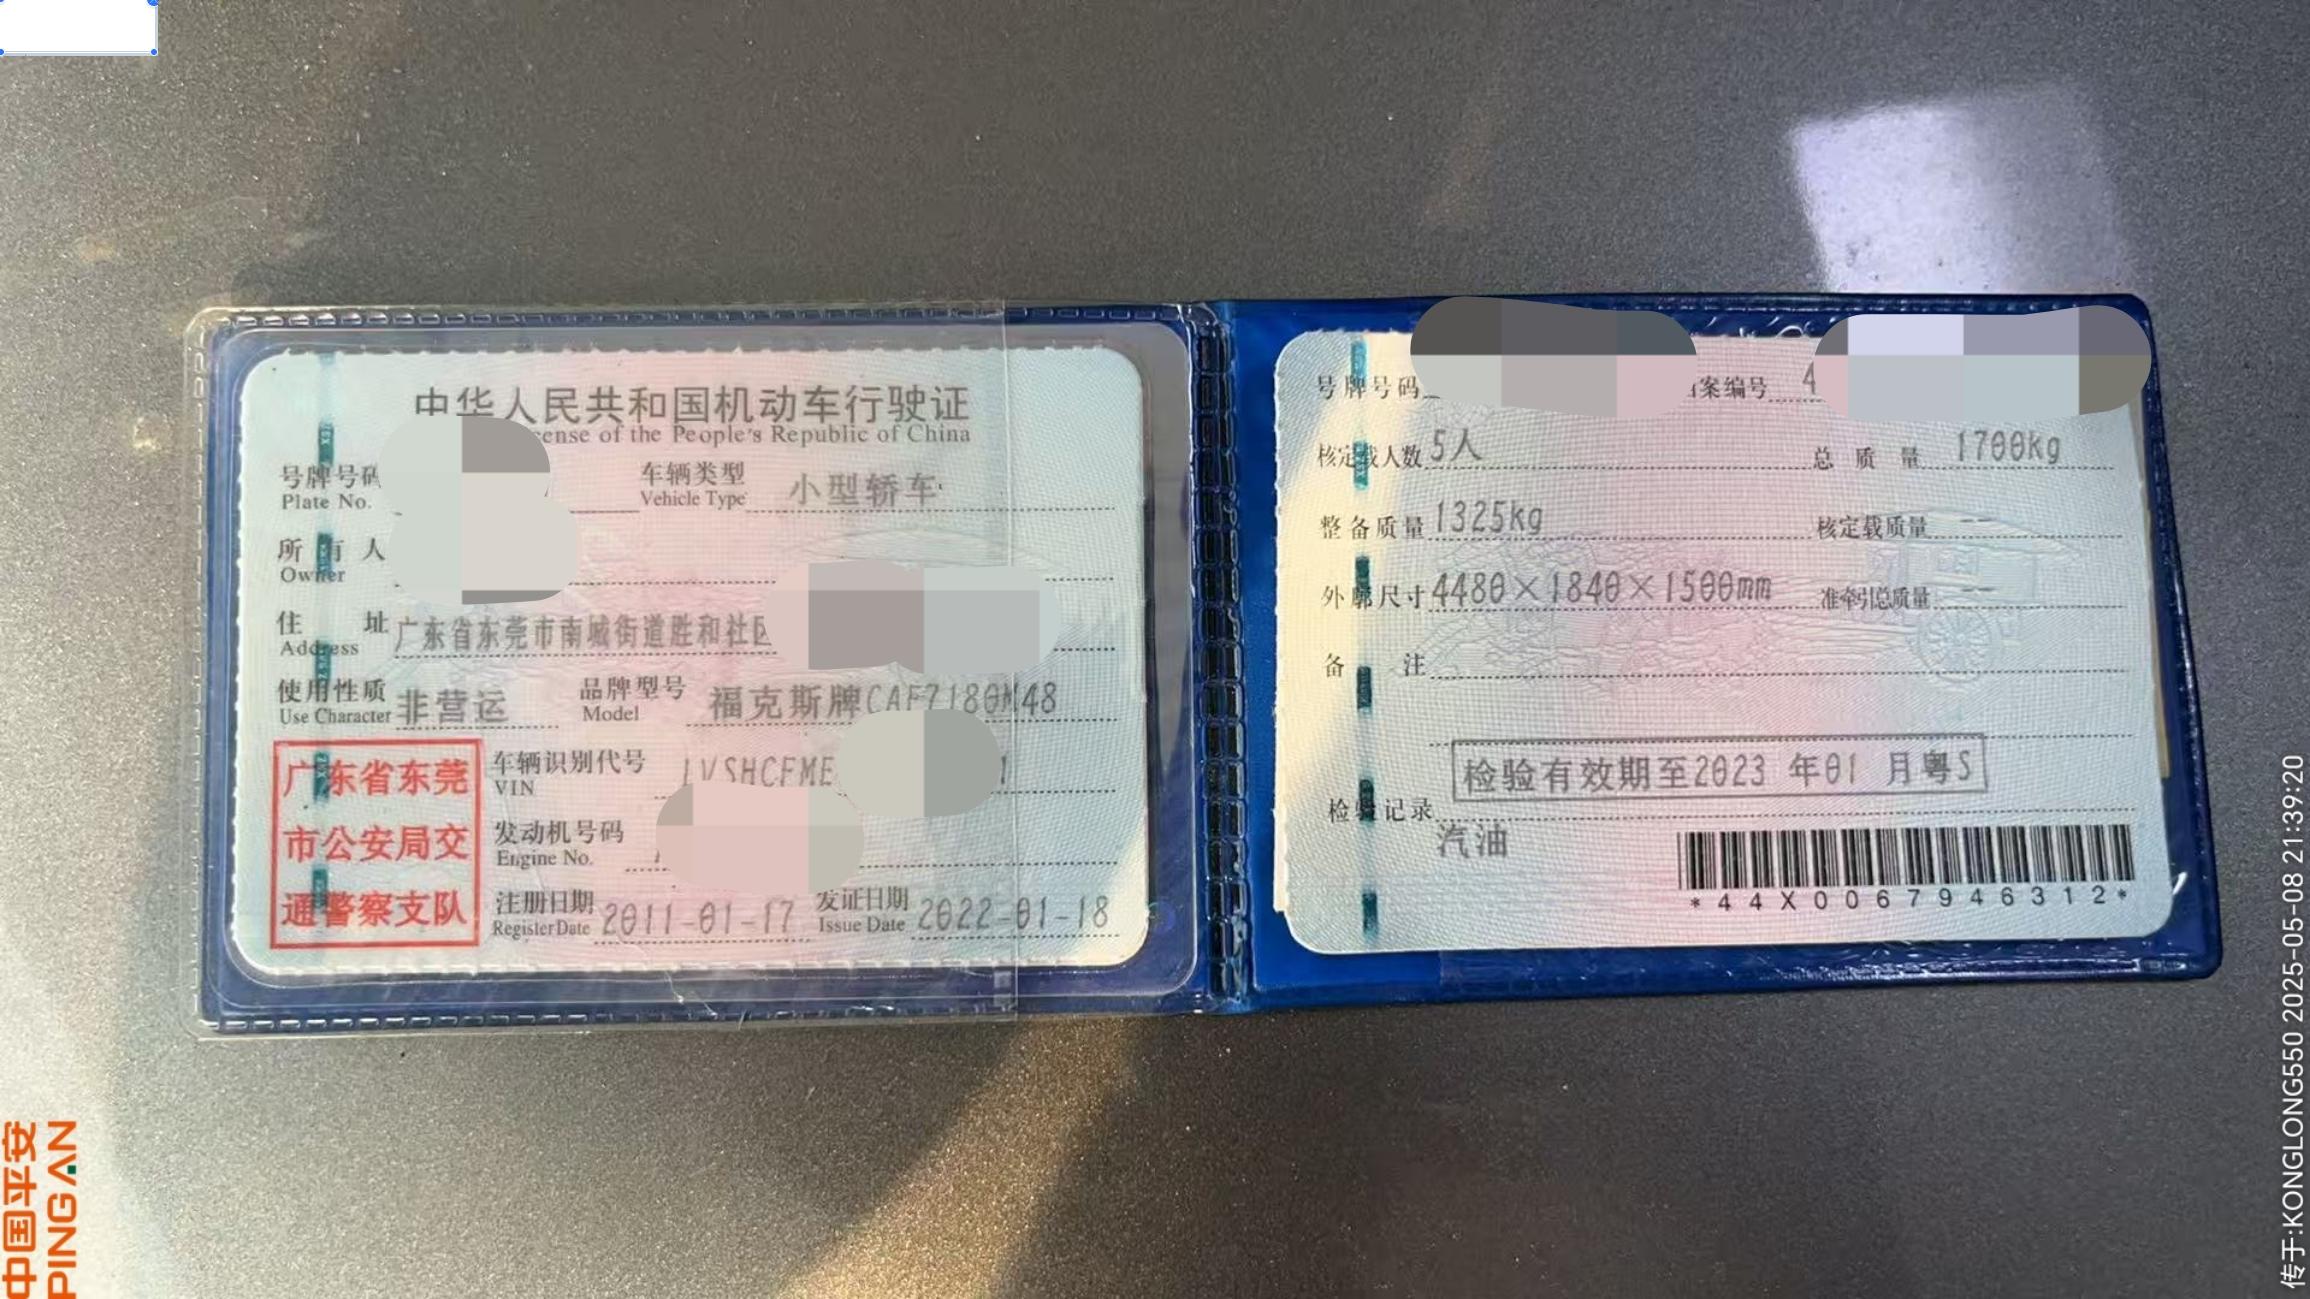 中华人民共和国机动车行驶证
cense of the People's Republic of China
号牌号码
Plate No.
车辆类型 小型轿车
Vehicle Type
所有人
Owner
住址 广东省东莞市南城街道胜和社区
Address
使用性质 非营运 品牌型号 福克斯牌CAF7180M48
Use Character Model
广东省东莞
市公安局交
通警察支队
车辆识别代号 LVSHCFME
VIN
发动机号码
Engine No.
注册日期 2011-01-17 发证日期 2022-01-18
Register Date Issue Date
号牌号码 案编号 4
核定载人数 5人 总质量 1700kg
整备质量 1325kg 核定载质量 --
外廓尺寸 4480×1840×1500mm 准牵引总质量 --
备注
检验有效期至2023 年01 月粤S
检验记录
汽油
*44X0067946312*
中国平安
PING AN
传于:KONGLONG550 2025-05-08 21:39:20